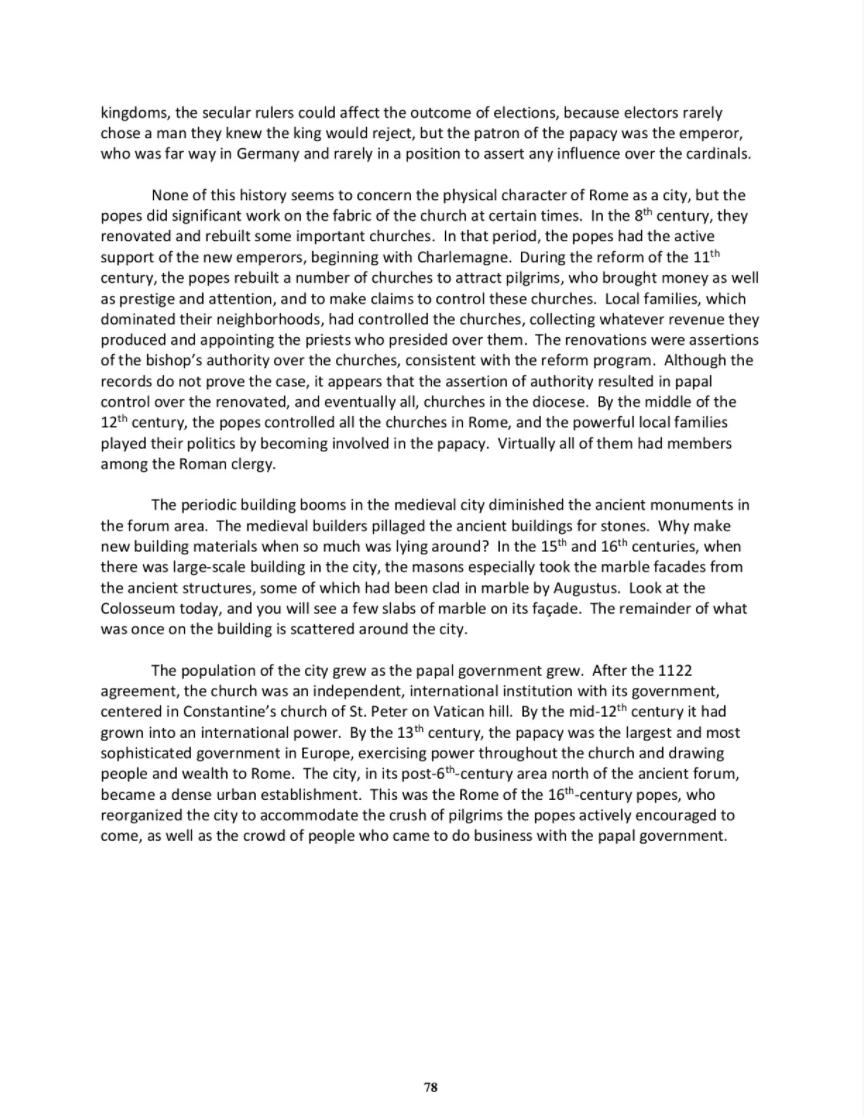 kingdoms, the secular rulers could affect the outcome of elections, because electors rarely
chose a man they knew the king would reject, but the patron of the papacy was the emperor,
who was far way in Germany and rarely in a position to assert any influence over the cardinals.
None of this history seems to concern the physical character of Rome as a city, but the
popes did significant work on the fabric of the church at certain times. In the 8th century, they
renovated and rebuilt some important churches. In that period, the popes had the active
support of the new emperors, beginning with Charlemagne. During the reform of the 11th
century, the popes rebuilt a number of churches to attract pilgrims, who brought money as well
as prestige and attention, and to make claims to control these churches. Local families, which
dominated their neighborhoods, had controlled the churches, collecting whatever revenue they
produced and appointing the priests who presided over them. The renovations were assertions
of the bishop's authority over the churches, consistent with the reform program. Although the
records do not prove the case, it appears that the assertion of authority resulted in papal
control over the renovated, and eventually all, churches in the diocese. By the middle of the
12th century, the popes controlled all the churches in Rome, and the powerful local families
played their politics by becoming involved in the papacy. Virtually all of them had members
among the Roman clergy.
The periodic building booms in the medieval city diminished the ancient monuments in
the forum area. The medieval builders pillaged the ancient buildings for stones. Why make
new building materials when so much was lying around? In the 15th and 16th centuries, when
there was large-scale building in the city, the masons especially took the marble facades from
the ancient structures, some of which had been clad in marble by Augustus. Look at the
Colosseum today, and you will see a few slabs of marble on its façade. The remainder of what
was once on the building is scattered around the city.
The population of the city grew as the papal government grew. After the 1122
agreement, the church was an independent, international institution with its government,
centered in Constantine's church of St. Peter on Vatican hill. By the mid-12th century it had
grown into an international power. By the 13th century, the papacy was the largest and most
sophisticated government in Europe, exercising power throughout the church and drawing
people and wealth to Rome. The city, in its post-6th-century area north of the ancient forum,
became a dense urban establishment. This was the Rome of the 16th-century popes, who
reorganized the city to accommodate the crush of pilgrims the popes actively encouraged to
come, as well as the crowd of people who came to do business with the papal government.
78